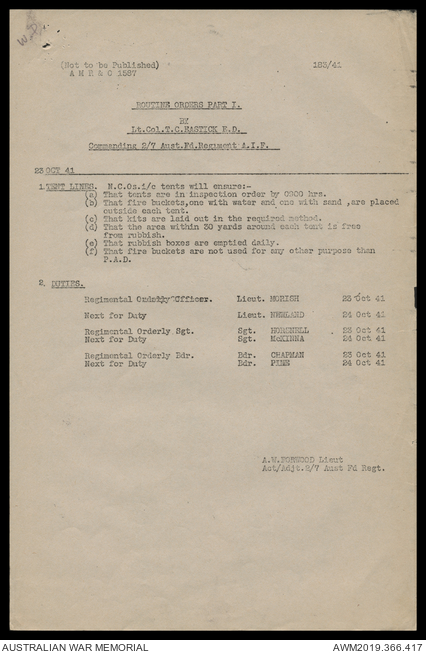 (Not to be Published) 183/41
A M R & O 1587
ROUTINE ORDERS PART I.
BY
Lt.Col.T.C.EASTICK E.D.
Commanding 2/7 Aust.Fd.Regiment A.I.F.
23 OCT 41
1. TENT LINES. N.C.Os.i/c tents will ensure:-
(a) That tents are in inspection order by 0900 hrs.
(b) That fire buckets,one with water and one with sand ,are placed
outside each tent.
(c) That kits are laid out in the required method.
(d) That the area within 30 yards around each tent is free
from rubbish.
(e) That rubbish boxes are emptied daily.
(f) That fire buckets are not used for any other purpose than
P.A.D.
2. DUTIES.
Regimental Orderly Officer. Lieut. MORISH 23 Oct 41
Next for Duty Lieut. NEWLAND 24 Oct 41
Regimental Orderly Sgt. Sgt. HORSNELL 23 Oct 41
Next for Duty Sgt. McKINNA 24 Oct 41
Regimental Orderly Bdr. Bdr. CHAPMAN 23 Oct 41
Next for Duty Bdr. 24 Oct 41
A.W.FORWOOD Lieut
Act/Adjt.2/7 Aust Fd Regt.
AUSTRALIAN WAR MEMORIAL AWM2019.366.417